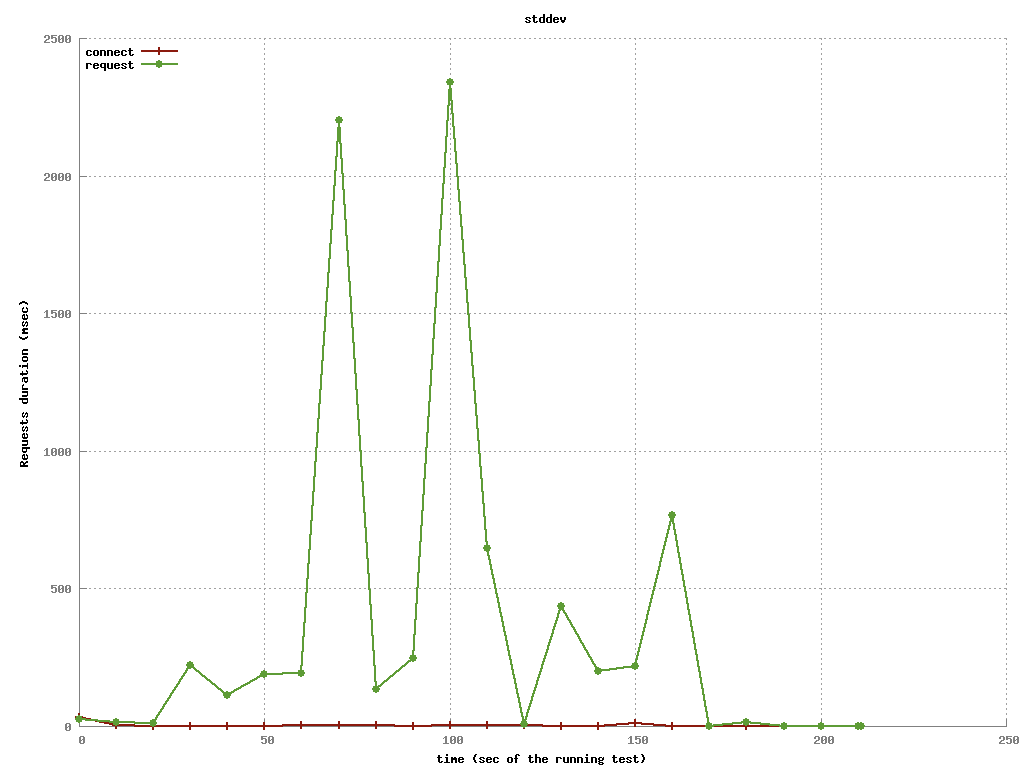 stddev
2500
connect
request
2000
1500
1000
500
0
0 50 100 150 200 250
Requests duration (msec)
time (sec of the running test)